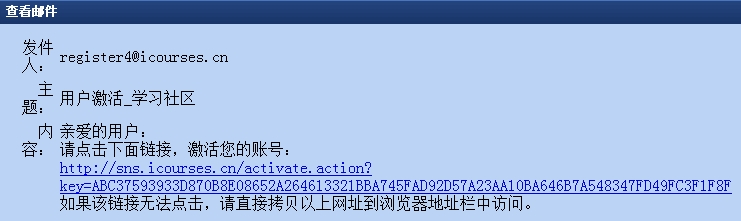 查看邮件
发件人： register4@icourses.cn
主题： 用户激活_学习社区
内容： 亲爱的用户：
请点击下面链接，激活您的账号：
http://sns.icourses.cn/activate.action?
key=ABC37593933D870B8E08652A264613321BBA745FAD92D57A23AA10BA646B7A548347FD49FC3F1F8F
如果该链接无法点击，请直接拷贝以上网址到浏览器地址栏中访问。